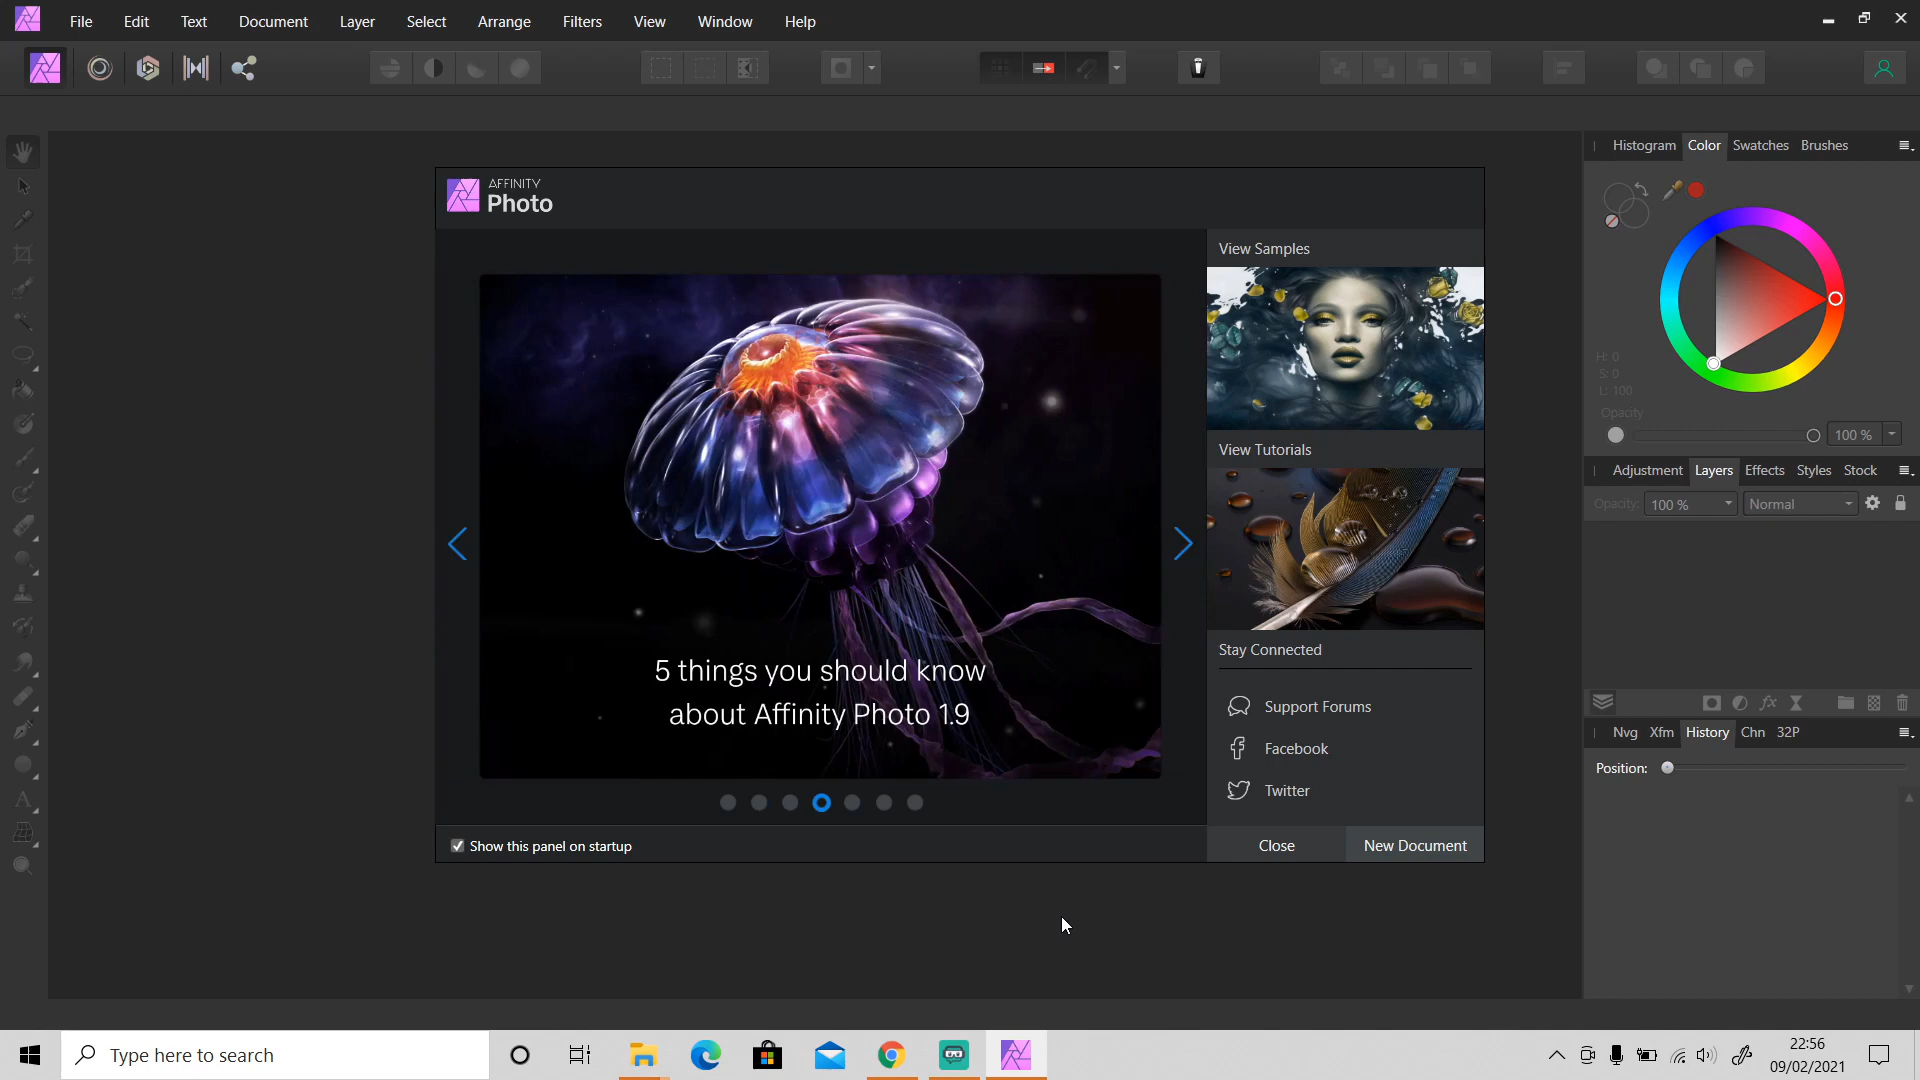 File Edit Text Document Layer Select Arrange Filters View Window Help
Histogram Color Swatches Brushes
AFFINITY
Photo
View Samples
H: 0
S: 0
L: 100
Opacity
100 %
View Tutorials
Adjustment Layers Effects Styles Stock
Opacity: 100 % Normal
5 things you should know
about Affinity Photo 1.9
Stay Connected
Support Forums
Facebook
Twitter
Nvg Xfm History Chn 32P
Position:
Show this panel on startup
Close New Document
Type here to search
22:56
09/02/2021